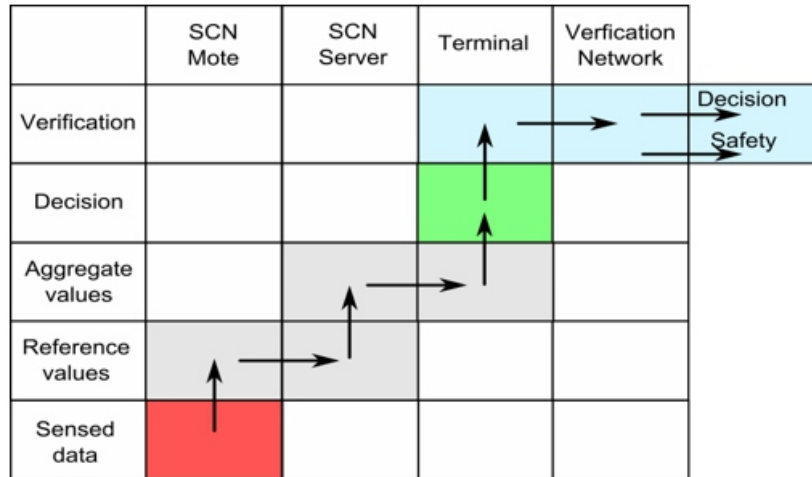 SCN
Mote
SCN
Server
Terminal
Verfication
Network
Verification
Decision
Safety
Decision
Aggregate
values
Reference
values
Sensed
data